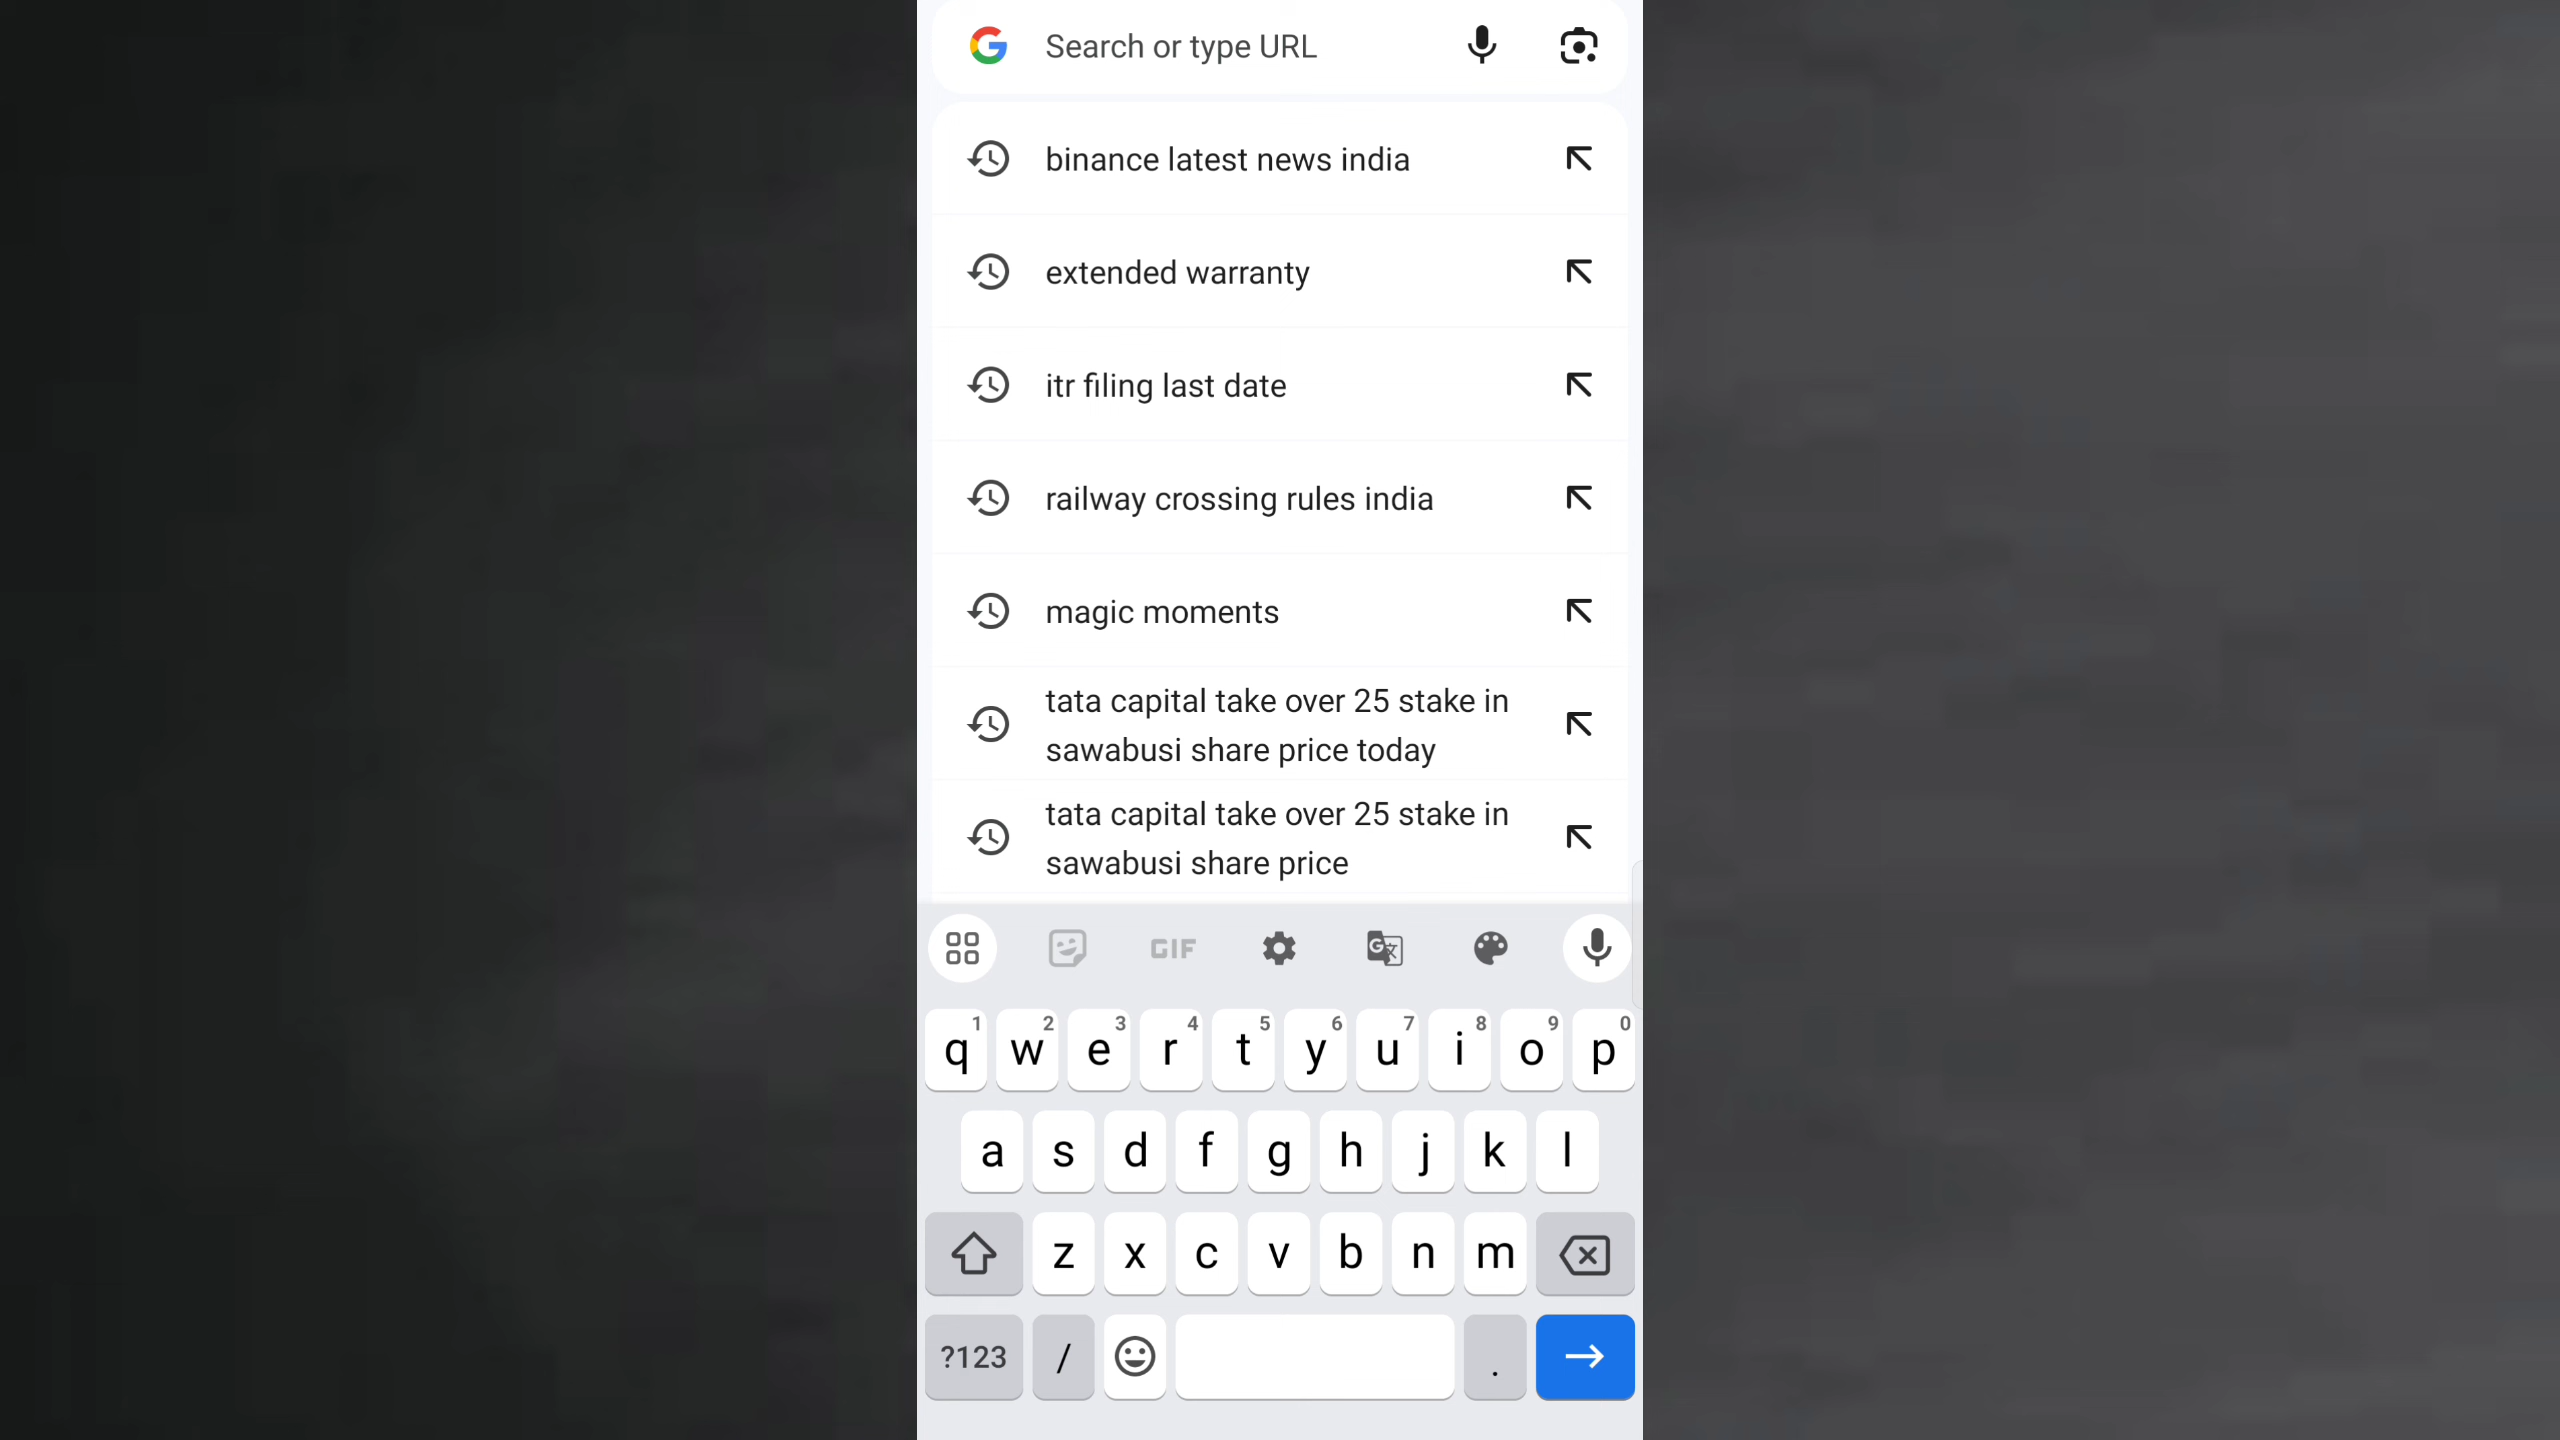 Search or type URL
binance latest news india
extended warranty
itr filing last date
railway crossing rules india
magic moments
tata capital take over 25 stake in
sawabusi share price today
tata capital take over 25 stake in
sawabusi share price
GIF
1 2 3 4 5 6 7 8 9 0
q w e r t y u i o p
a s d f g h j k l
z x c v b n m
?123 / .